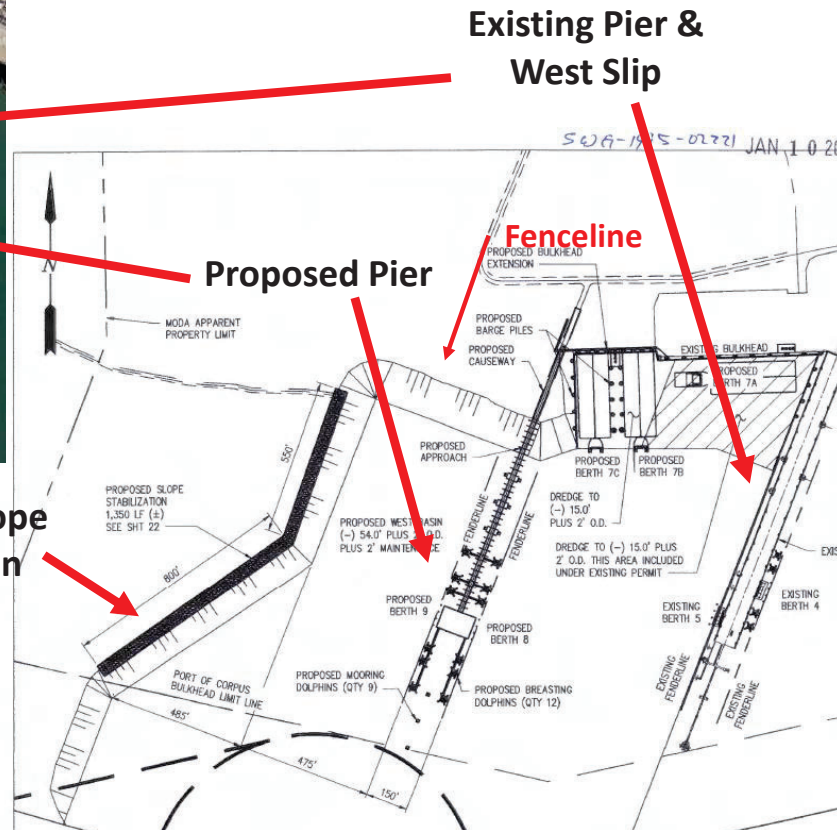 Existing Pier &
West Slip
JAN 10 20
Fenceline
PROPOSED BULKHEAD
EXTENSION
Proposed Pier
N
MODA APPARENT
PROPERTY LIMIT
PROPOSED
BARGE PILES
PROPOSED
CAUSEWAY
EXISTING BULKHEAD
PROPOSED
BERTH 7A
550'
PROPOSED
APPROACH
PROPOSED
BERTH 7C
PROPOSED
BERTH 7B
PROPOSED SLOPE
STABILIZATION
1,350 LF (±)
SEE SHT 22
ope
n
800'
PROPOSED WEST BASIN
(-) 54.0' PLUS 2' O.D.
PLUS 2' MAINTENANCE
FENDERLINE
FENDERLINE
DREDGE TO
(-) 15.0'
PLUS 2' O.D.
DREDGE TO (-) 15.0' PLUS
2' O.D. THIS AREA INCLUDED
UNDER EXISTING PERMIT
EXIS
PROPOSED
BERTH 9
PROPOSED
BERTH 8
EXISTING
BERTH 5
EXISTING
BERTH 4
PORT OF CORPUS
BULKHEAD LIMIT LINE
PROPOSED MOORING
DOLPHINS (QTY 9)
PROPOSED BREASTING
DOLPHINS (QTY 12)
EXISTING
FENDERLINE
EXISTING
FENDERLINE
485'
475'
150'